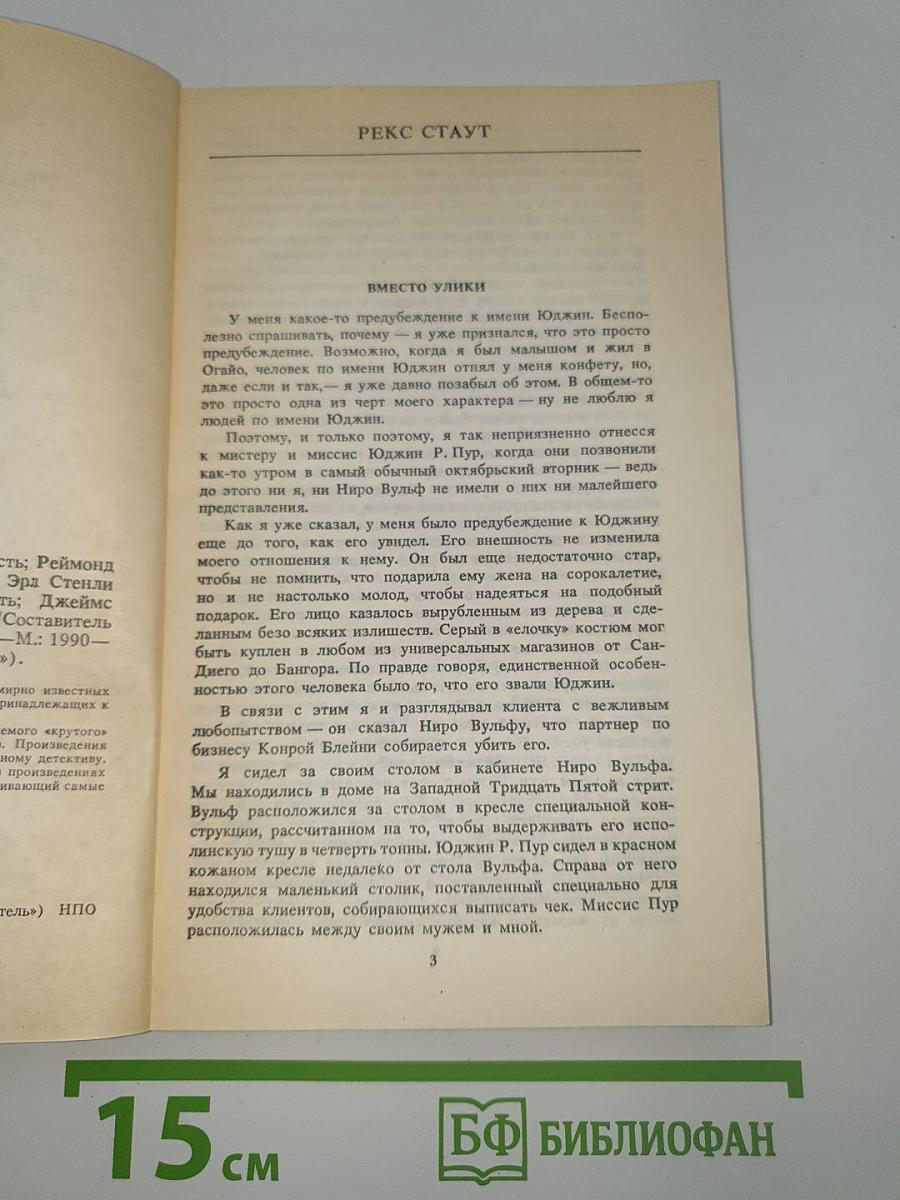 сть; Реймонд
Эрл Стенли
ть; Джеймс
/Составитель
—М.: 1990—
»).
мирно известных
ринадлежащих к
емого «крутого»
). Произведения
ному детективу.
в произведениях
ивающий самые
тель») НПО
РЕКС СТАУТ
ВМЕСТО УЛИКИ
У меня какое-то предубеждение к имени Юджин. Беспо-
лезно спрашивать, почему — я уже признался, что это просто
предубеждение. Возможно, когда я был малышом и жил в
Огайо, человек по имени Юджин отнял у меня конфету, но,
даже если и так,— я уже давно позабыл об этом. В общем-то
это просто одна из черт моего характера — ну не люблю я
людей по имени Юджин.
Поэтому, и только поэтому, я так неприязненно отнесся
к мистеру и миссис Юджин Р. Пур, когда они позвонили
как-то утром в самый обычный октябрьский вторник — ведь
до этого ни я, ни Ниро Вульф не имели о них ни малейшего
представления.
Как я уже сказал, у меня было предубеждение к Юджину
еще до того, как его увидел. Его внешность не изменила
моего отношения к нему. Он был еще недостаточно стар,
чтобы не помнить, что подарила ему жена на сорокалетие,
но и не настолько молод, чтобы надеяться на подобный
подарок. Его лицо казалось вырубленным из дерева и сде-
ланным безо всяких излишеств. Серый в «елочку» костюм мог
быть куплен в любом из универсальных магазинов от Сан-
Диего до Бангора. По правде говоря, единственной особен-
ностью этого человека было то, что его звали Юджин.
В связи с этим я и разглядывал клиента с вежливым
любопытством — он сказал Ниро Вульфу, что партнер по
бизнесу Конрой Блейни собирается убить его.
Я сидел за своим столом в кабинете Ниро Вульфа.
Мы находились в доме на Западной Тридцать Пятой стрит.
Вульф расположился за столом в кресле специальной кон-
струкции, рассчитанном на то, чтобы выдерживать его испо-
линскую тушу в четверть тонны. Юджин Р. Пур сидел в красном
кожаном кресле недалеко от стола Вульфа. Справа от него
находился маленький столик, поставленный специально для
удобства клиентов, собирающихся выписать чек. Миссис Пур
расположилась между своим мужем и мной.
3
15 см
БФ БИБЛИОФАН